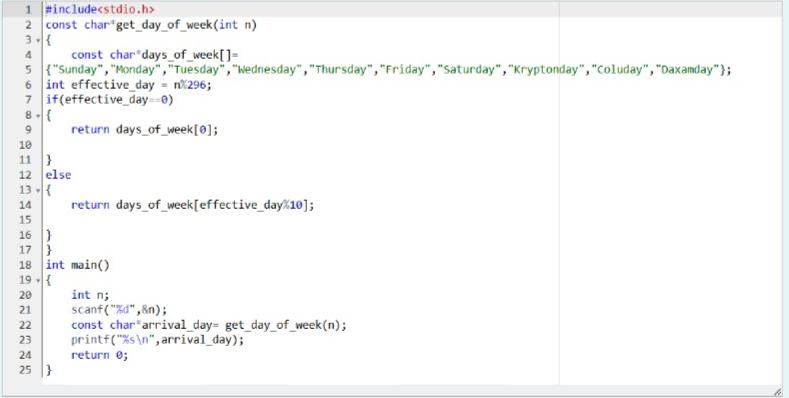 1 #include<stdio.h>
2 const char*get_day_of_week(int n)
3 {
4     const char*days_of_week[]=
5 {"Sunday","Monday","Tuesday","Wednesday","Thursday","Friday","Saturday","Kryptonday","Coluday","Daxamday"};
6 int effective_day = n%296;
7 if(effective_day==0)
8 {
9     return days_of_week[0];
10
11 }
12 else
13 {
14     return days_of_week[effective_day%10];
15
16 }
17 }
18 int main()
19 {
20     int n;
21     scanf("%d",&n);
22     const char*arrival_day= get_day_of_week(n);
23     printf("%s\n",arrival_day);
24     return 0;
25 }